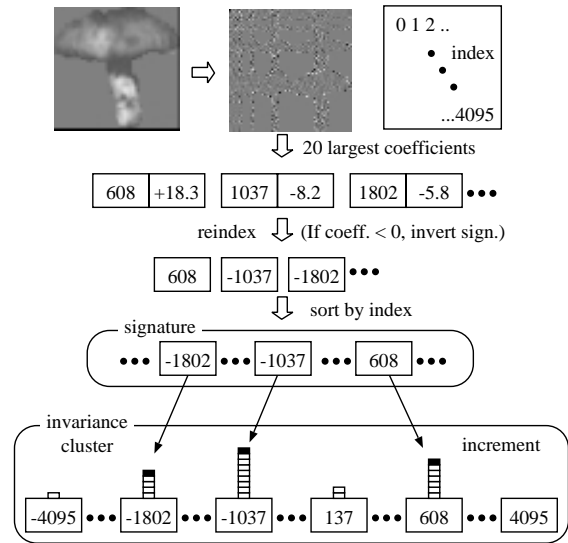 0 1 2 ..
index
...4095
20 largest coefficients
608 +18.3 1037 -8.2 1802 -5.8 •••
reindex (If coeff. < 0, invert sign.)
608 -1037 -1802 •••
sort by index
signature
••• -1802 ••• -1037 ••• 608 •••
invariance
cluster
increment
-4095 ••• -1802 ••• -1037 ••• 137 ••• 608 ••• 4095